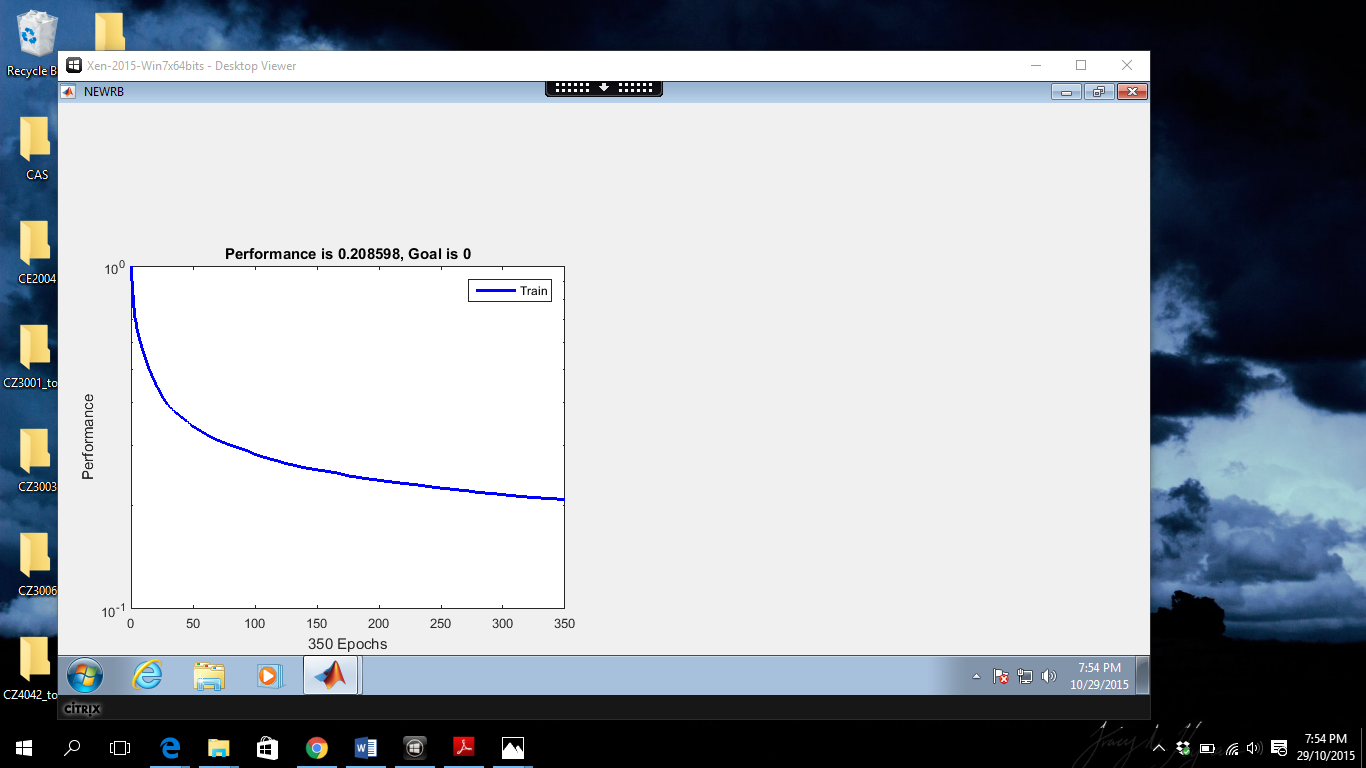 Recycle B
CAS
CE2004
CZ3001_to
CZ3003
CZ3006
CZ4042_to
Xen-2015-Win7x64bits - Desktop Viewer
NEWRB
Performance is 0.208598, Goal is 0
Train
10^0
10^-1
Performance
0 50 100 150 200 250 300 350
350 Epochs
7:54 PM
10/29/2015
CITRIX
7:54 PM
29/10/2015